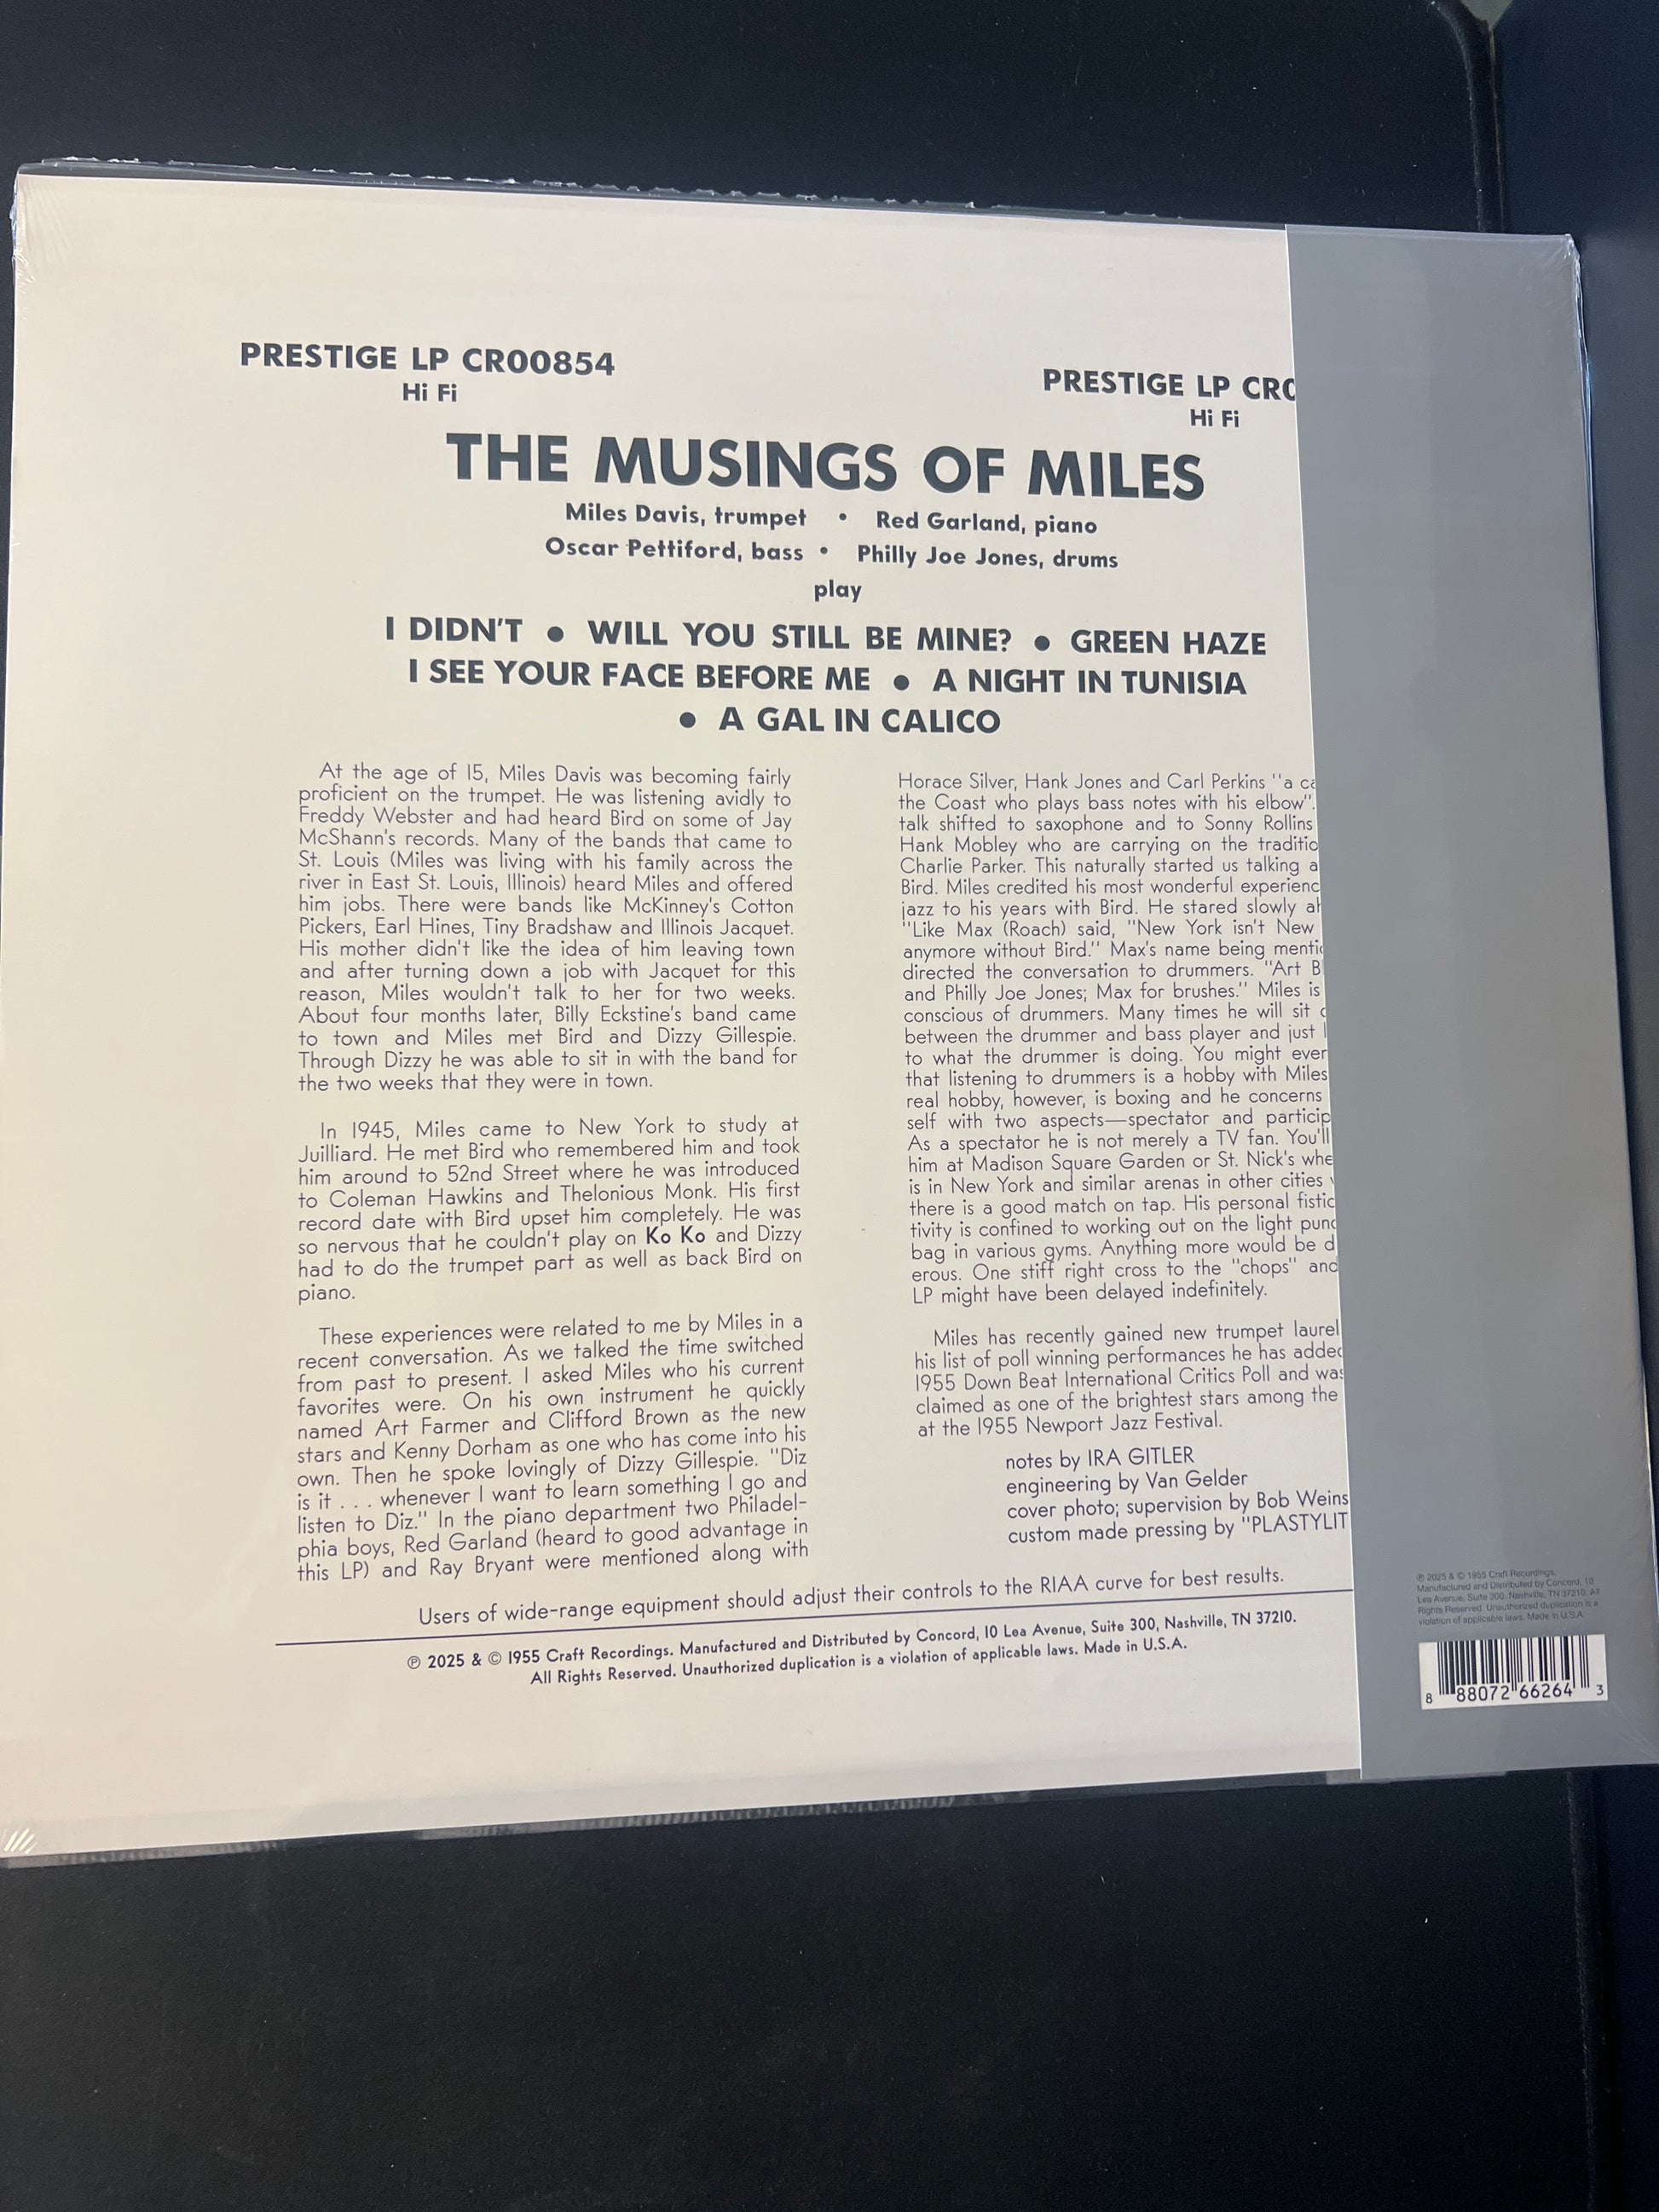 PRESTIGE LP CR00854
Hi Fi
PRESTIGE LP
Hi Fi
THE MUSINGS OF MILES
Miles Davis, trumpet • Red Garland, piano
Oscar Pettiford, bass • Philly Joe Jones, drums
play
I DIDN'T • WILL YOU STILL BE MINE? • GREEN HAZE
I SEE YOUR FACE BEFORE ME • A NIGHT IN TUNISIA
• A GAL IN CALICO
At the age of 15, Miles Davis was becoming fairly
proficient on the trumpet. He was listening avidly to
Freddy Webster and had heard Bird on some of Jay
McShann's records. Many of the bands that came to
St. Louis (Miles was living with his family across the
river in East St. Louis, Illinois) heard Miles and offered
him jobs. There were bands like McKinney's Cotton
Pickers, Earl Hines, Tiny Bradshaw and Illinois Jacquet.
His mother didn't like the idea of him leaving town
and after turning down a job with Jacquet for this
reason, Miles wouldn't talk to her for two weeks.
About four months later, Billy Eckstine's band came
to town and Miles met Bird and Dizzy Gillespie.
Through Dizzy he was able to sit in with the band for
the two weeks that they were in town.
In 1945, Miles came to New York to study at
Juilliard. He met Bird who remembered him and took
him around to 52nd Street where he was introduced
to Coleman Hawkins and Thelonious Monk. His first
record date with Bird upset him completely. He was
so nervous that he couldn't play on Ko Ko and Dizzy
had to do the trumpet part as well as back Bird on
piano.
These experiences were related to me by Miles in a
recent conversation. As we talked the time switched
from past to present. I asked Miles who his current
favorites were. On his own instrument he quickly
named Art Farmer and Clifford Brown as the new
stars and Kenny Dorham as one who has come into his
own. Then he spoke lovingly of Dizzy Gillespie. "Diz
is it . . . whenever I want to learn something I go and
listen to Diz." In the piano department two Philadel-
phia boys, Red Garland (heard to good advantage in
this LP) and Ray Bryant were mentioned along with
Horace Silver, Hank Jones and Carl Perkins "a
the Coast who plays bass notes with his elbow".
talk shifted to saxophone and to Sonny Rollins
Hank Mobley who are carrying on the
Charlie Parker. This naturally started us talking
Bird. Miles credited his most wonderful
jazz to his years with Bird. He stared slowly
"Like Max (Roach) said, "New York isn't New
anymore without Bird." Max's name being
directed the conversation to drummers. "Art
and Philly Joe Jones; Max for brushes." Miles is
conscious of drummers. Many times he will sit
between the drummer and bass player and just
to what the drummer is doing. You might ever
that listening to drummers is a hobby with Miles
real hobby, however, is boxing and he concerns
self with two aspects—spectator and
As a spectator he is not merely a TV fan. You'll
him at Madison Square Garden or St. Nick's
is in New York and similar arenas in other cities
there is a good match on tap. His personal
tivity is confined to working out on the light
bag in various gyms. Anything more would be
erous. One stiff right cross to the "chops" and
LP might have been delayed indefinitely.
Miles has recently gained new trumpet
his list of poll winning performances he has
1955 Down Beat International Critics Poll and
claimed as one of the brightest stars among the
at the 1955 Newport Jazz Festival.
notes by IRA GITLER
engineering by Van Gelder
cover photo; supervision by Bob
custom made pressing by
Users of wide-range equipment should adjust their controls to the RIAA curve for best results.
℗ 2025 & © 1955 Craft Recordings. Manufactured and Distributed by Concord, 10 Lea Avenue, Suite 300, Nashville, TN 37210.
All Rights Reserved. Unauthorized duplication is a violation of applicable laws. Made in U.S.A.
℗ 2025 & © 1955 Craft Recordings.
Manufactured and Distributed by Concord, 10
Lea Avenue, Suite 300, Nashville, TN 37210. All
Rights Reserved. Unauthorized duplication is a
violation of applicable laws. Made in U.S.A.
8 88072 66264 3